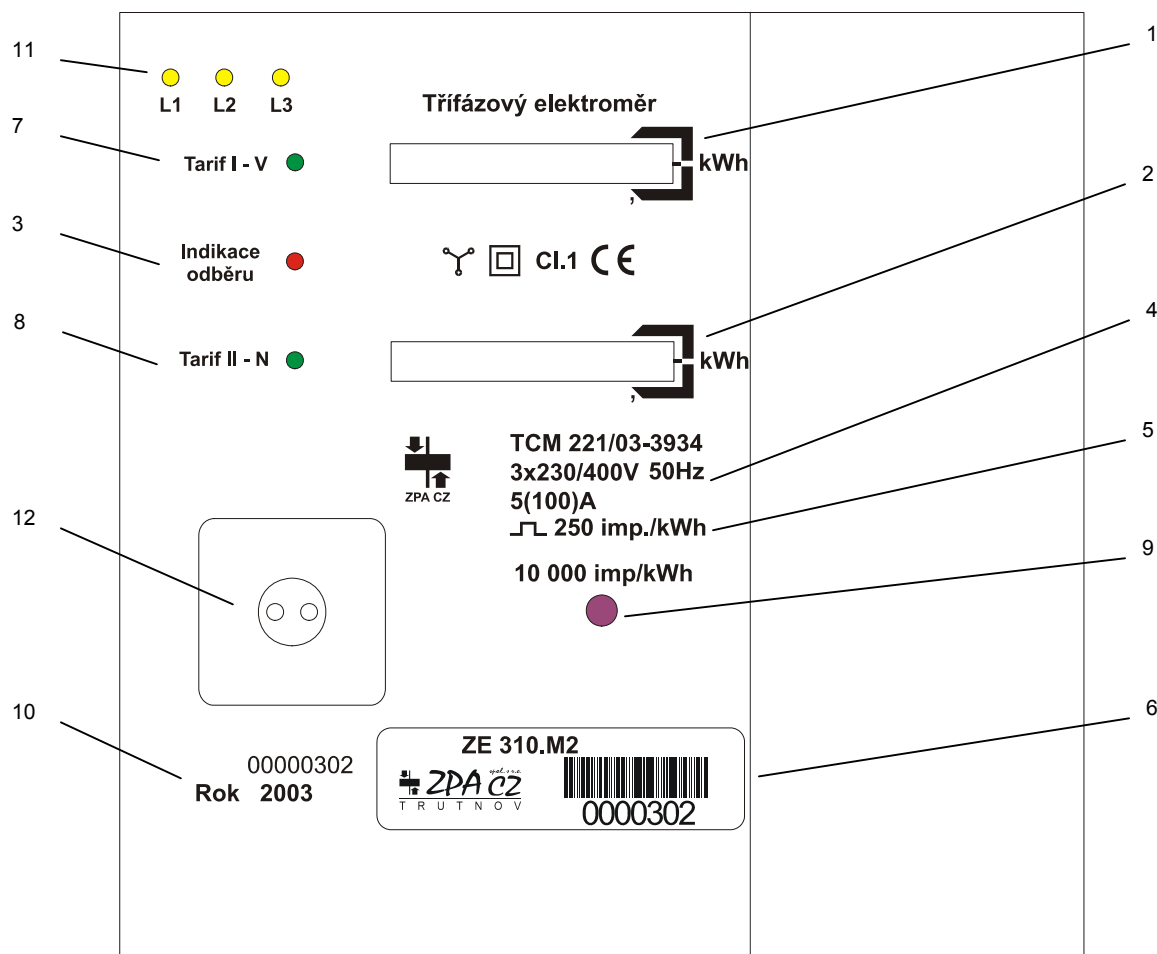 11
1
L1 L2 L3
Třífázový elektroměr
7
Tarif I - V
kWh
,
2
3
Indikace
odběru
Cl.1 CE
8
4
Tarif II - N
kWh
,
TCM 221/03-3934
3x230/400V 50Hz
5(100)A
ZPA CZ
5
250 imp./kWh
12
9
10 000 imp/kWh
10
6
ZE 310.M2
00000302
Rok 2003
ZPA CZ spol. s r.o.
TRUTNOV
0000302